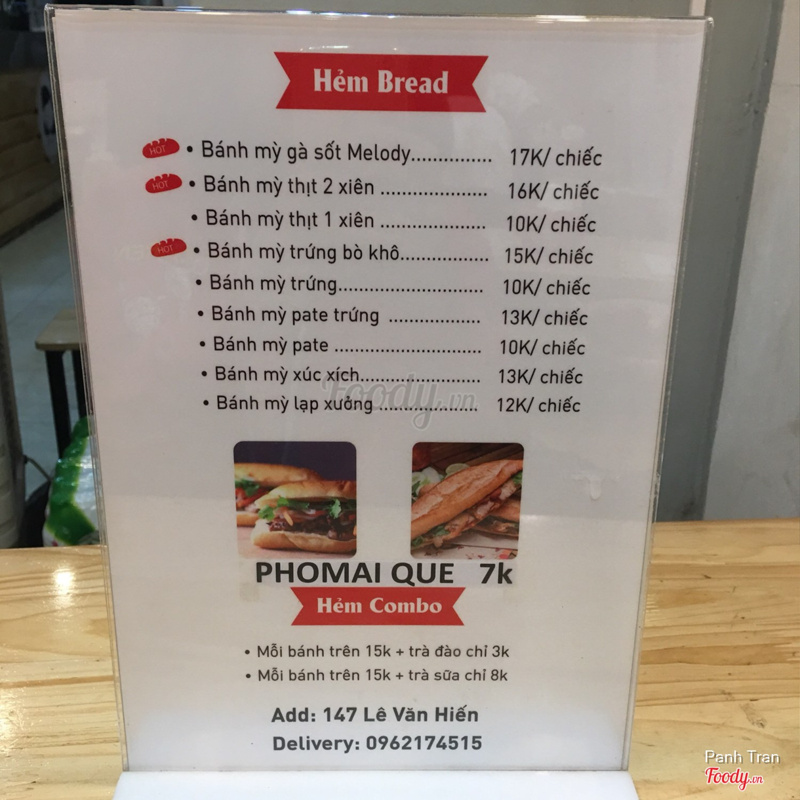 Hẻm Bread
HOT • Bánh mỳ gà sốt Melody............... 17K/ chiếc
HOT • Bánh mỳ thịt 2 xiên .................... 16K/ chiếc
• Bánh mỳ thịt 1 xiên .................... 10K/ chiếc
HOT • Bánh mỳ trứng bò khô.................. 15K/ chiếc
• Bánh mỳ trứng............................ 10K/ chiếc
• Bánh mỳ pate trứng .................. 13K/ chiếc
• Bánh mỳ pate ............................ 10K/ chiếc
• Bánh mỳ xúc xích....................... 13K/ chiếc
• Bánh mỳ lạp xưởng ................... 12K/ chiếc
Foody.vn
PHOMAI QUE 7k
Hẻm Combo
• Mỗi bánh trên 15k + trà đào chỉ 3k
• Mỗi bánh trên 15k + trà sữa chỉ 8k
Add: 147 Lê Văn Hiến
Delivery: 0962174515
Panh Tran
Foody.vn